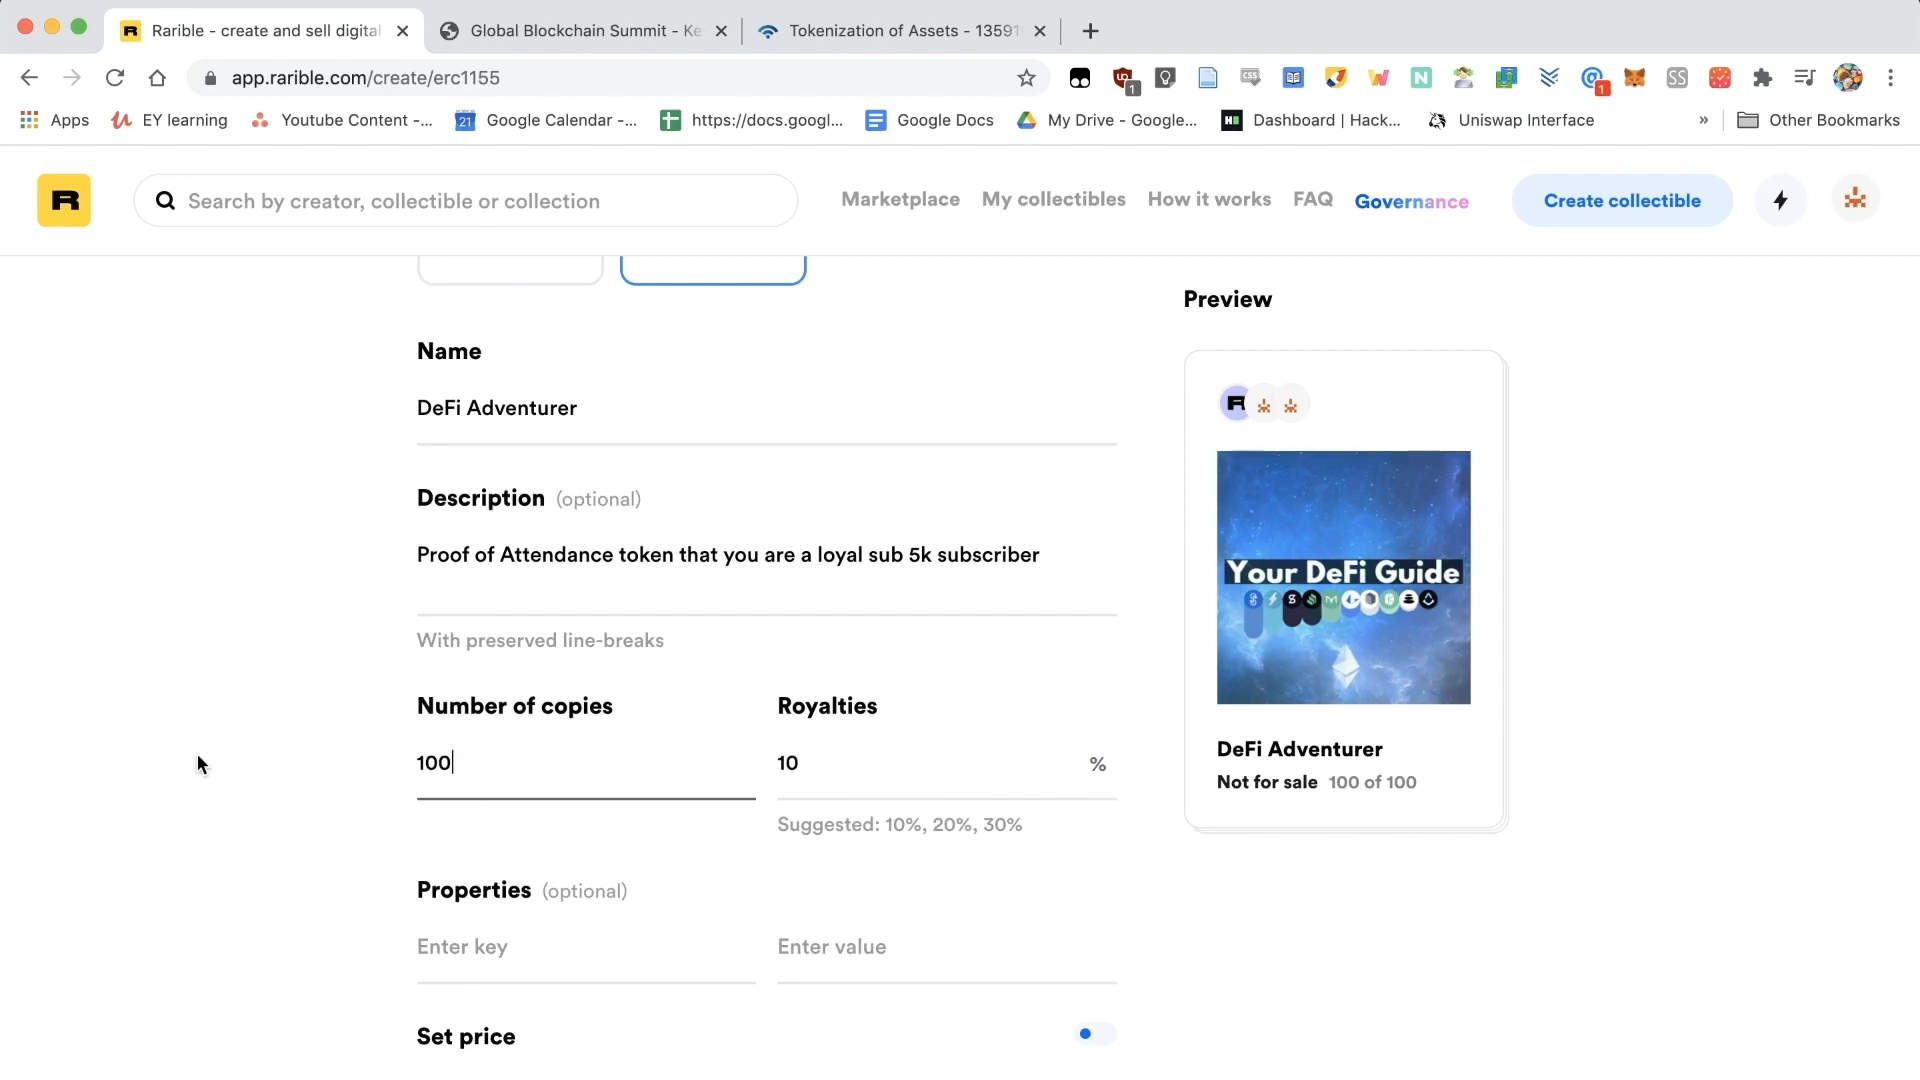 Rarible - create and sell digital
Global Blockchain Summit - Ke
Tokenization of Assets - 13591
app.rarible.com/create/erc1155
1
1
Apps
EY learning
Youtube Content -...
21
Google Calendar -...
https://docs.googl...
Google Docs
My Drive - Google...
Dashboard | Hack...
Uniswap Interface
»
Other Bookmarks
R
Search by creator, collectible or collection
Marketplace
My collectibles
How it works
FAQ
Governance
Create collectible
Preview
Name
DeFi Adventurer
Description (optional)
Proof of Attendance token that you are a loyal sub 5k subscriber
With preserved line-breaks
Number of copies
Royalties
100
10
%
Suggested: 10%, 20%, 30%
Your DeFi Guide
DeFi Adventurer
Not for sale 100 of 100
Properties (optional)
Enter key
Enter value
Set price